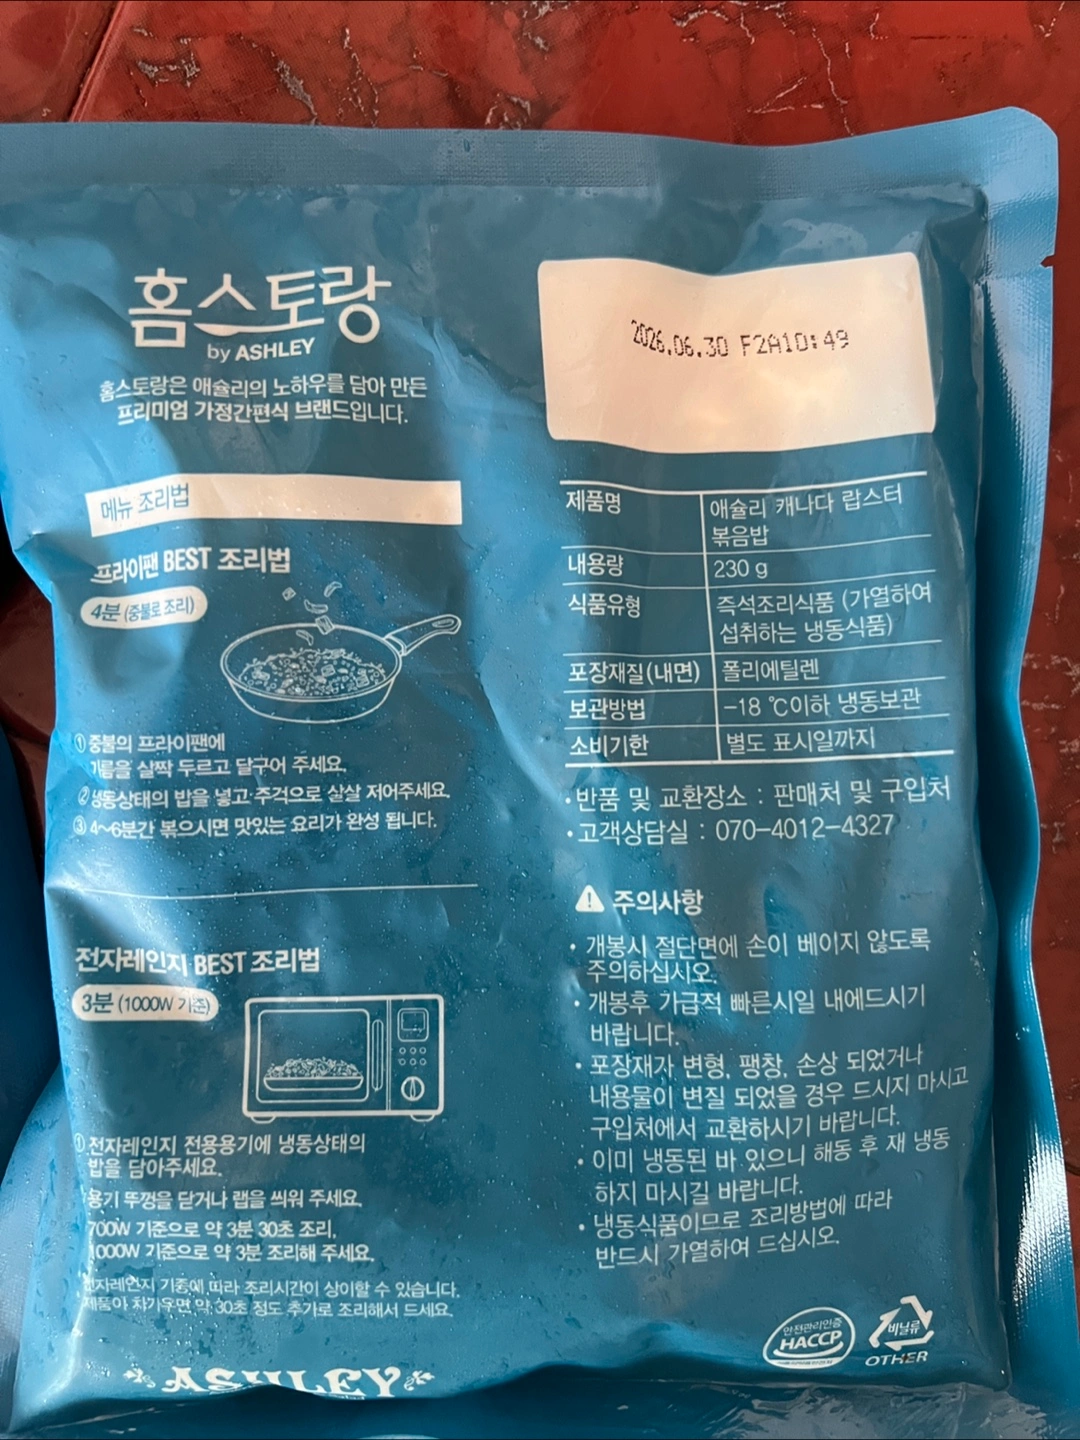 홈스토랑
by ASHLEY
홈스토랑은 애슐리의 노하우를 담아 만든
프리미엄 가정간편식 브랜드입니다.
메뉴 조리법
프라이팬 BEST 조리법
4분 (중불로 조리)
① 중불의 프라이팬에
기름을 살짝 두르고 달구어 주세요.
② 냉동상태의 밥을 넣고 주걱으로 살살 저어주세요.
③ 4~6분간 볶으시면 맛있는 요리가 완성 됩니다.
전자레인지 BEST 조리법
3분 (1000W 기준)
① 전자레인지 전용용기에 냉동상태의
밥을 담아주세요.
용기 뚜껑을 닫거나 랩을 씌워 주세요.
700W 기준으로 약 3분 30초 조리,
1000W 기준으로 약 3분 조리해 주세요.
전자레인지 기종에 따라 조리시간이 상이할 수 있습니다.
제품이 차가우면 약 30초 정도 추가로 조리해서 드세요.
ASHLEY
2026.06.30 F2A10:49
제품명 애슐리 캐나다 랍스터
볶음밥
내용량 230 g
식품유형 즉석조리식품 (가열하여
섭취하는 냉동식품)
포장재질(내면) 폴리에틸렌
보관방법 -18 ℃이하 냉동보관
소비기한 별도 표시일까지
•반품 및 교환장소 : 판매처 및 구입처
•고객상담실 : 070-4012-4327
주의사항
• 개봉시 절단면에 손이 베이지 않도록
주의하십시오.
• 개봉후 가급적 빠른시일 내에드시기
바랍니다.
• 포장재가 변형, 팽창, 손상 되었거나
내용물이 변질 되었을 경우 드시지 마시고
구입처에서 교환하시기 바랍니다.
• 이미 냉동된 바 있으니 해동 후 재 냉동
하지 마시길 바랍니다.
• 냉동식품이므로 조리방법에 따라
반드시 가열하여 드십시오.
안전관리인증
HACCP
비닐류
OTHER